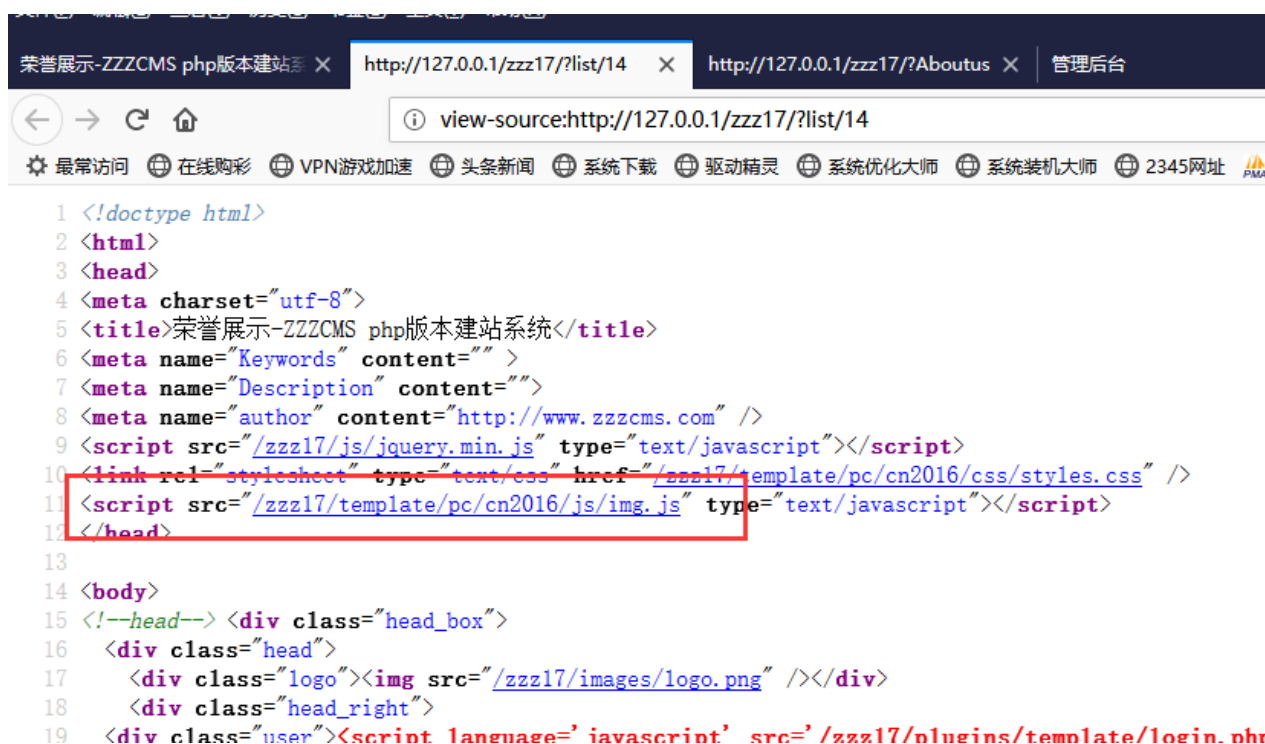 荣誉展示-ZZZCMS php版本建站系 × http://127.0.0.1/zzz17/?list/14 × http://127.0.0.1/zzz17/?Aboutus × 管理后台
view-source:http://127.0.0.1/zzz17/?list/14
最常访问 在线购彩 VPN游戏加速 头条新闻 系统下载 驱动精灵 系统优化大师 系统装机大师 2345网址 PMA
1 <!doctype html>
2 <html>
3 <head>
4 <meta charset="utf-8">
5 <title>荣誉展示-ZZZCMS php版本建站系统</title>
6 <meta name="Keywords" content="" >
7 <meta name="Description" content="">
8 <meta name="author" content="http://www.zzzcms.com" />
9 <script src="/zzz17/js/jquery.min.js" type="text/javascript"></script>
10 <link rel="stylesheet" type="text/css" href="/zzz17/template/pc/cn2016/css/styles.css" />
11 <script src="/zzz17/template/pc/cn2016/js/img.js" type="text/javascript"></script>
12 </head>
13
14 <body>
15 <!--head--> <div class="head_box">
16 <div class="head">
17 <div class="logo"><img src="/zzz17/images/logo.png" /></div>
18 <div class="head_right">
19 <div class="user"><script language='javascript' src='/zzz17/plugins/template/login.php